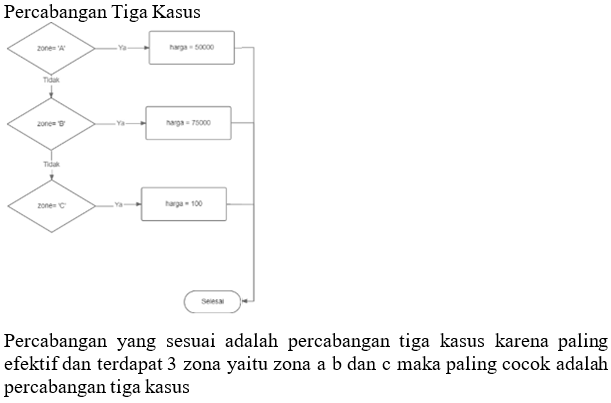 Percabangan Tiga Kasus
zone= 'A'
Ya
harga = 50000
Tidak
zone= 'B'
Ya
harga = 75000
Tidak
zone= 'C'
Ya
harga = 100
Selesai
Percabangan yang sesuai adalah percabangan tiga kasus karena paling
efektif dan terdapat 3 zona yaitu zona a b dan c maka paling cocok adalah
percabangan tiga kasus